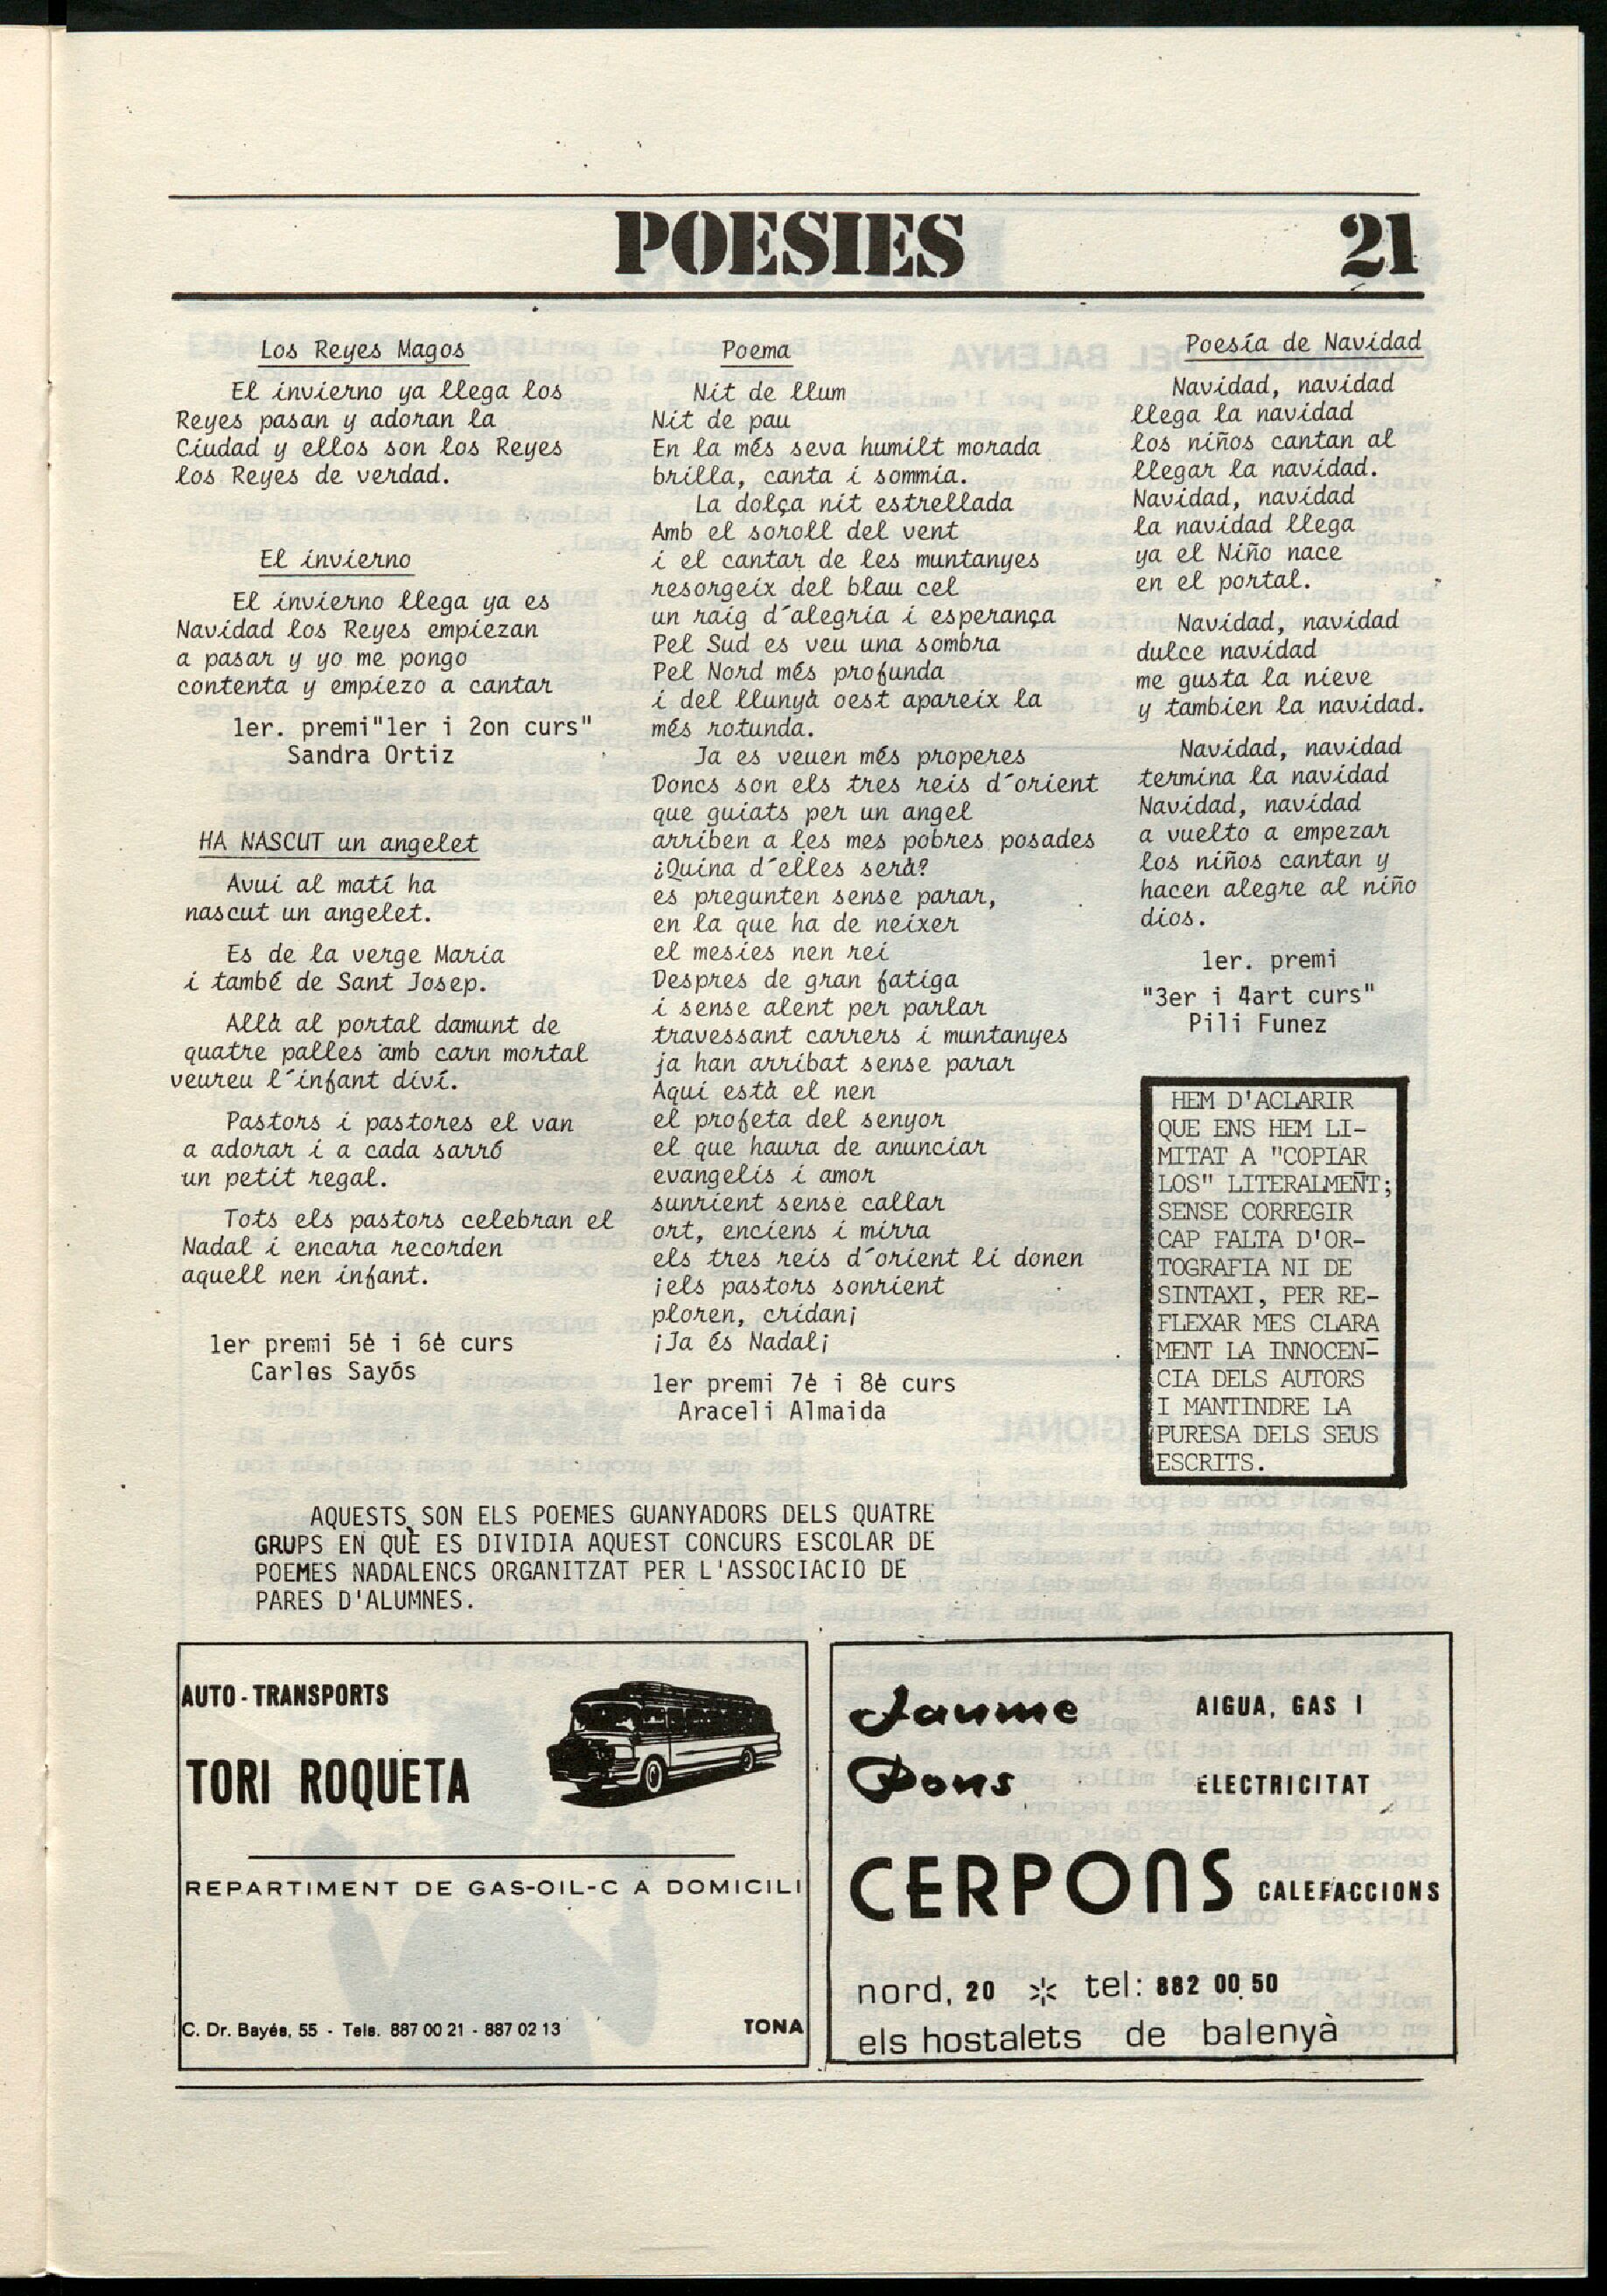 POESIES 21
Los Reyes Magos
El invierno ya llega los
Reyes pasan y adoran la
Ciudad y ellos son los Reyes
los Reyes de verdad.
El invierno
El invierno llega ya es
Navidad los Reyes empiezan
a pasar y yo me pongo
contenta y empiezo a cantar
1er. premi"1er i 2on curs"
Sandra Ortiz
HA NASCUT un angelet
Avui al matí ha
nascut un angelet.
Es de la verge Maria
i també de Sant Josep.
Allà al portal damunt de
quatre palles amb carn mortal
veureu l´infant diví.
Pastors i pastores el van
a adorar i a cada sarró
un petit regal.
Tots els pastors celebran el
Nadal i encara recorden
aquell nen infant.
1er premi 5è i 6è curs
Carles Sayós
Poema
Nit de llum
Nit de pau
En la més seva humilt morada
brilla, canta i sommia.
La dolça nit estrellada
Amb el soroll del vent
i el cantar de les muntanyes
resorgeix del blau cel
un raig d´alegria i esperança
Pel Sud es veu una sombra
Pel Nord més profunda
i del llunyà oest apareix la
més rotunda.
Ja es veuen més properes
Doncs son els tres reis d´orient
que guiats per un angel
arriben a les mes pobres posades
¿Quina d´elles serà?
es pregunten sense parar,
en la que ha de neixer
el mesies nen rei
Despres de gran fatiga
i sense alent per parlar
travessant carrers i muntanyes
ja han arribat sense parar
Aqui està el nen
el profeta del senyor
el que haura de anunciar
evangelis i amor
sunrient sense callar
ort, enciens i mirra
els tres reis d´orient li donen
¡els pastors sonrient
ploren, cridan¡
¡Ja és Nadal¡
1er premi 7è i 8è curs
Araceli Almaida
Poesía de Navidad
Navidad, navidad
llega la navidad
los niños cantan al
llegar la navidad.
Navidad, navidad
la navidad llega
ya el Niño nace
en el portal.
Navidad, navidad
dulce navidad
me gusta la nieve
y tambien la navidad.
Navidad, navidad
termina la navidad
Navidad, navidad
a vuelto a empezar
los niños cantan y
hacen alegre al niño
dios.
1er. premi
"3er i 4art curs"
Pili Funez
HEM D'ACLARIR
QUE ENS HEM LI-
MITAT A "COPIAR
LOS" LITERALMENT;
SENSE CORREGIR
CAP FALTA D'OR-
TOGRAFIA NI DE
SINTAXI, PER RE-
FLEXAR MES CLARA
MENT LA INNOCEN-
CIA DELS AUTORS
I MANTINDRE LA
PURESA DELS SEUS
ESCRITS.
AQUESTS SON ELS POEMES GUANYADORS DELS QUATRE
GRUPS EN QUÈ ES DIVIDIA AQUEST CONCURS ESCOLAR DE
POEMES NADALENCS ORGANITZAT PER L'ASSOCIACIO DE
PARES D'ALUMNES.
AUTO-TRANSPORTS
TORI ROQUETA
REPARTIMENT DE GAS-OIL-C A DOMICILI
C. Dr. Bayés, 55 - Tels. 887 00 21 - 887 02 13 TONA
Jaume AIGUA, GAS I
Pons ELECTRICITAT
CERPONS CALEFACCIONS
nord, 20 * tel: 882 00 50
els hostalets de balenyà